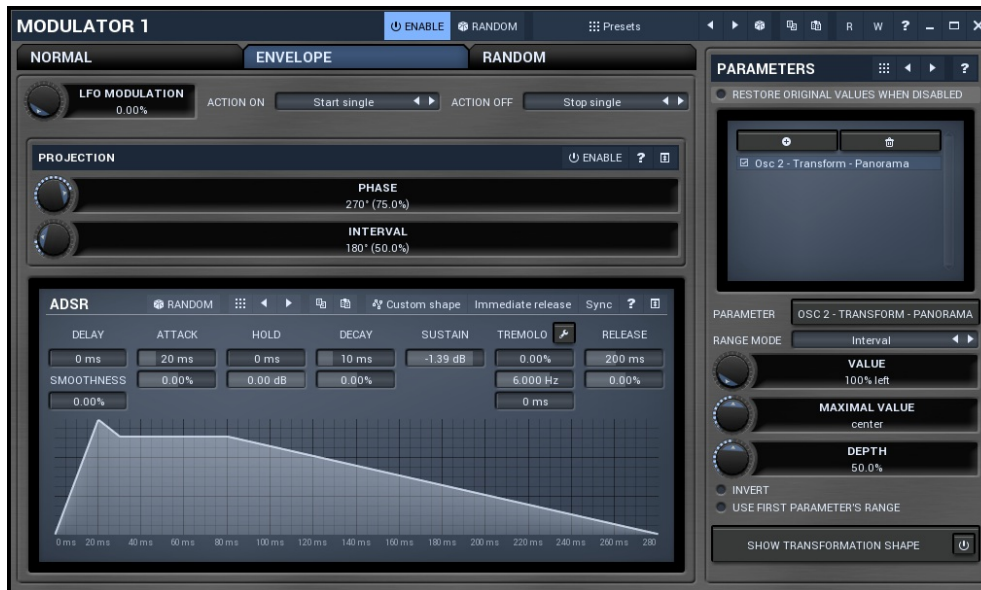 MODULATOR 1 ENABLE RANDOM Presets R W ?
NORMAL ENVELOPE RANDOM
LFO MODULATION
0.00%
ACTION ON Start single ACTION OFF Stop single
PROJECTION ENABLE ?
PHASE
270° (75.0%)
INTERVAL
180° (50.0%)
ADSR RANDOM Custom shape Immediate release Sync ?
DELAY ATTACK HOLD DECAY SUSTAIN TREMOLO RELEASE
0 ms 20 ms 0 ms 10 ms -1.39 dB 0.00% 200 ms
SMOOTHNESS 0.00% 0.00 dB 0.00% 6.000 Hz 0.00%
0.00% 0 ms
0 ms 20 ms 40 ms 60 ms 80 ms 100 ms 120 ms 140 ms 160 ms 180 ms 200 ms 220 ms 240 ms 260 ms 280
PARAMETERS ?
RESTORE ORIGINAL VALUES WHEN DISABLED
Osc 2 - Transform - Panorama
PARAMETER OSC 2 - TRANSFORM - PANORAMA
RANGE MODE Interval
VALUE
100% left
MAXIMAL VALUE
center
DEPTH
50.0%
INVERT
USE FIRST PARAMETER'S RANGE
SHOW TRANSFORMATION SHAPE